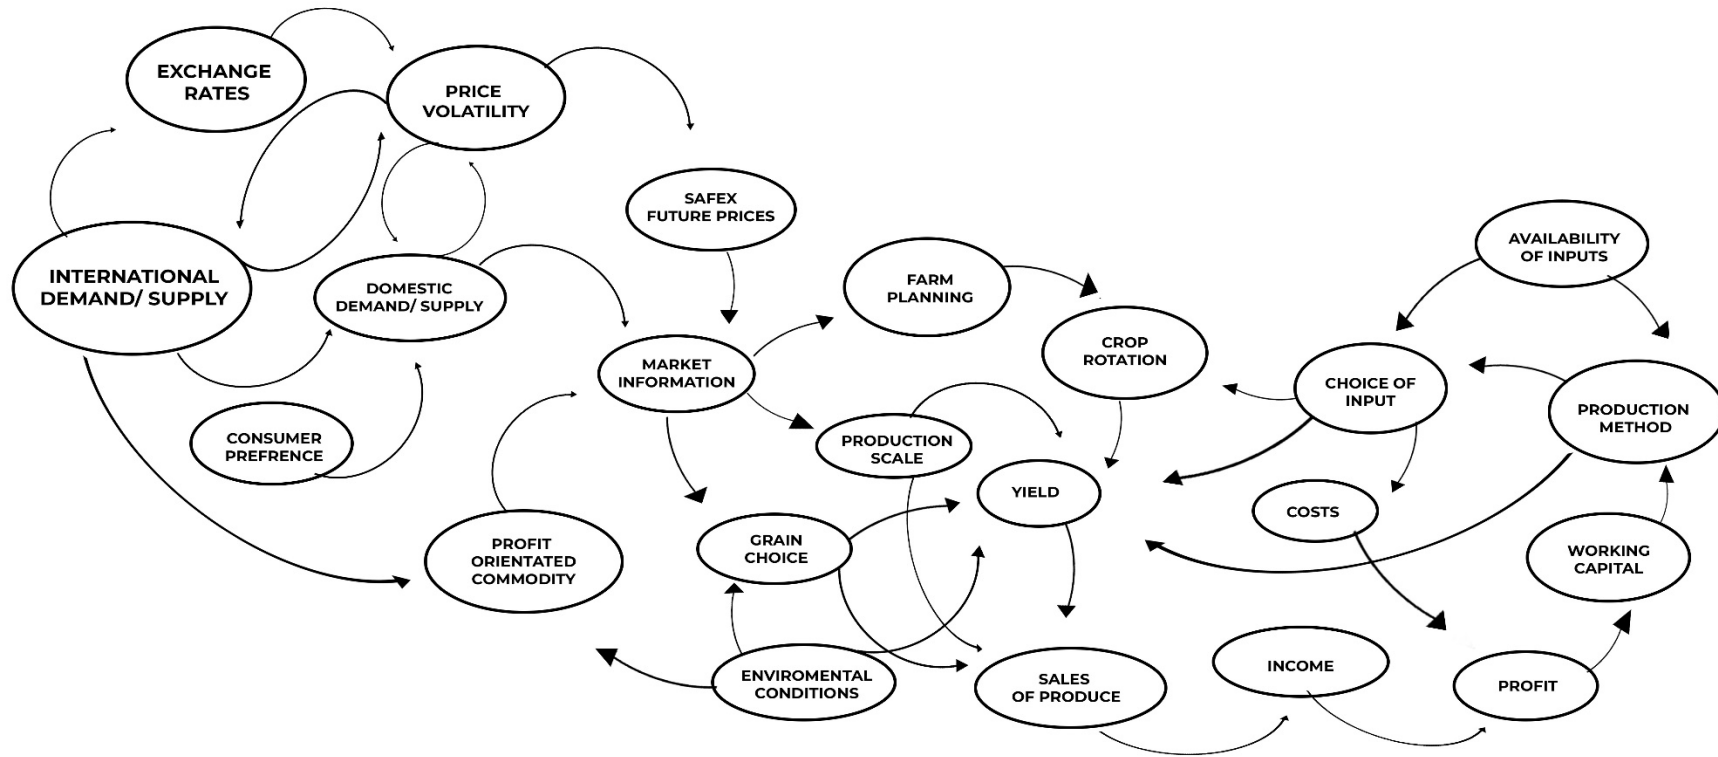 EXCHANGE
RATES
PRICE
VOLATILITY
SAFEX
FUTURE PRICES
INTERNATIONAL
DEMAND/ SUPPLY
DOMESTIC
DEMAND/ SUPPLY
FARM
PLANNING
AVAILABILITY
OF INPUTS
MARKET
INFORMATION
CROP
ROTATION
CHOICE OF
INPUT
PRODUCTION
METHOD
CONSUMER
PREFRENCE
PRODUCTION
SCALE
YIELD
COSTS
PROFIT
ORIENTATED
COMMODITY
GRAIN
CHOICE
WORKING
CAPITAL
ENVIROMENTAL
CONDITIONS
SALES
OF PRODUCE
INCOME
PROFIT